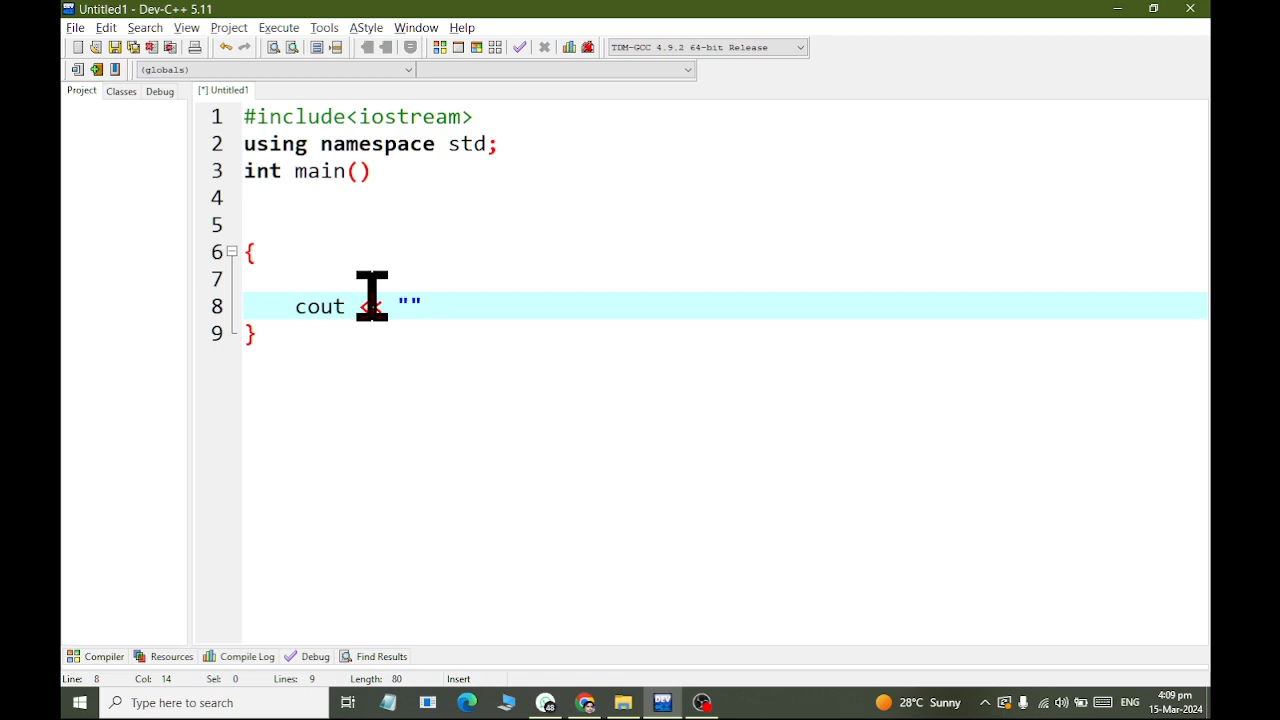 Untitled1 - Dev-C++ 5.11
File Edit Search View Project Execute Tools AStyle Window Help
TDM-GCC 4.9.2 64-bit Release
(globals)
Project Classes Debug [*] Untitled1
1 #include<iostream>
2 using namespace std;
3 int main()
4
5
6 {
7
8 cout << ""
9 }
Compiler Resources Compile Log Debug Find Results
Line: 8 Col: 14 Sel: 0 Lines: 9 Length: 80 Insert
Type here to search
48
DEV
28°C Sunny
ENG
4:09 pm
15-Mar-2024